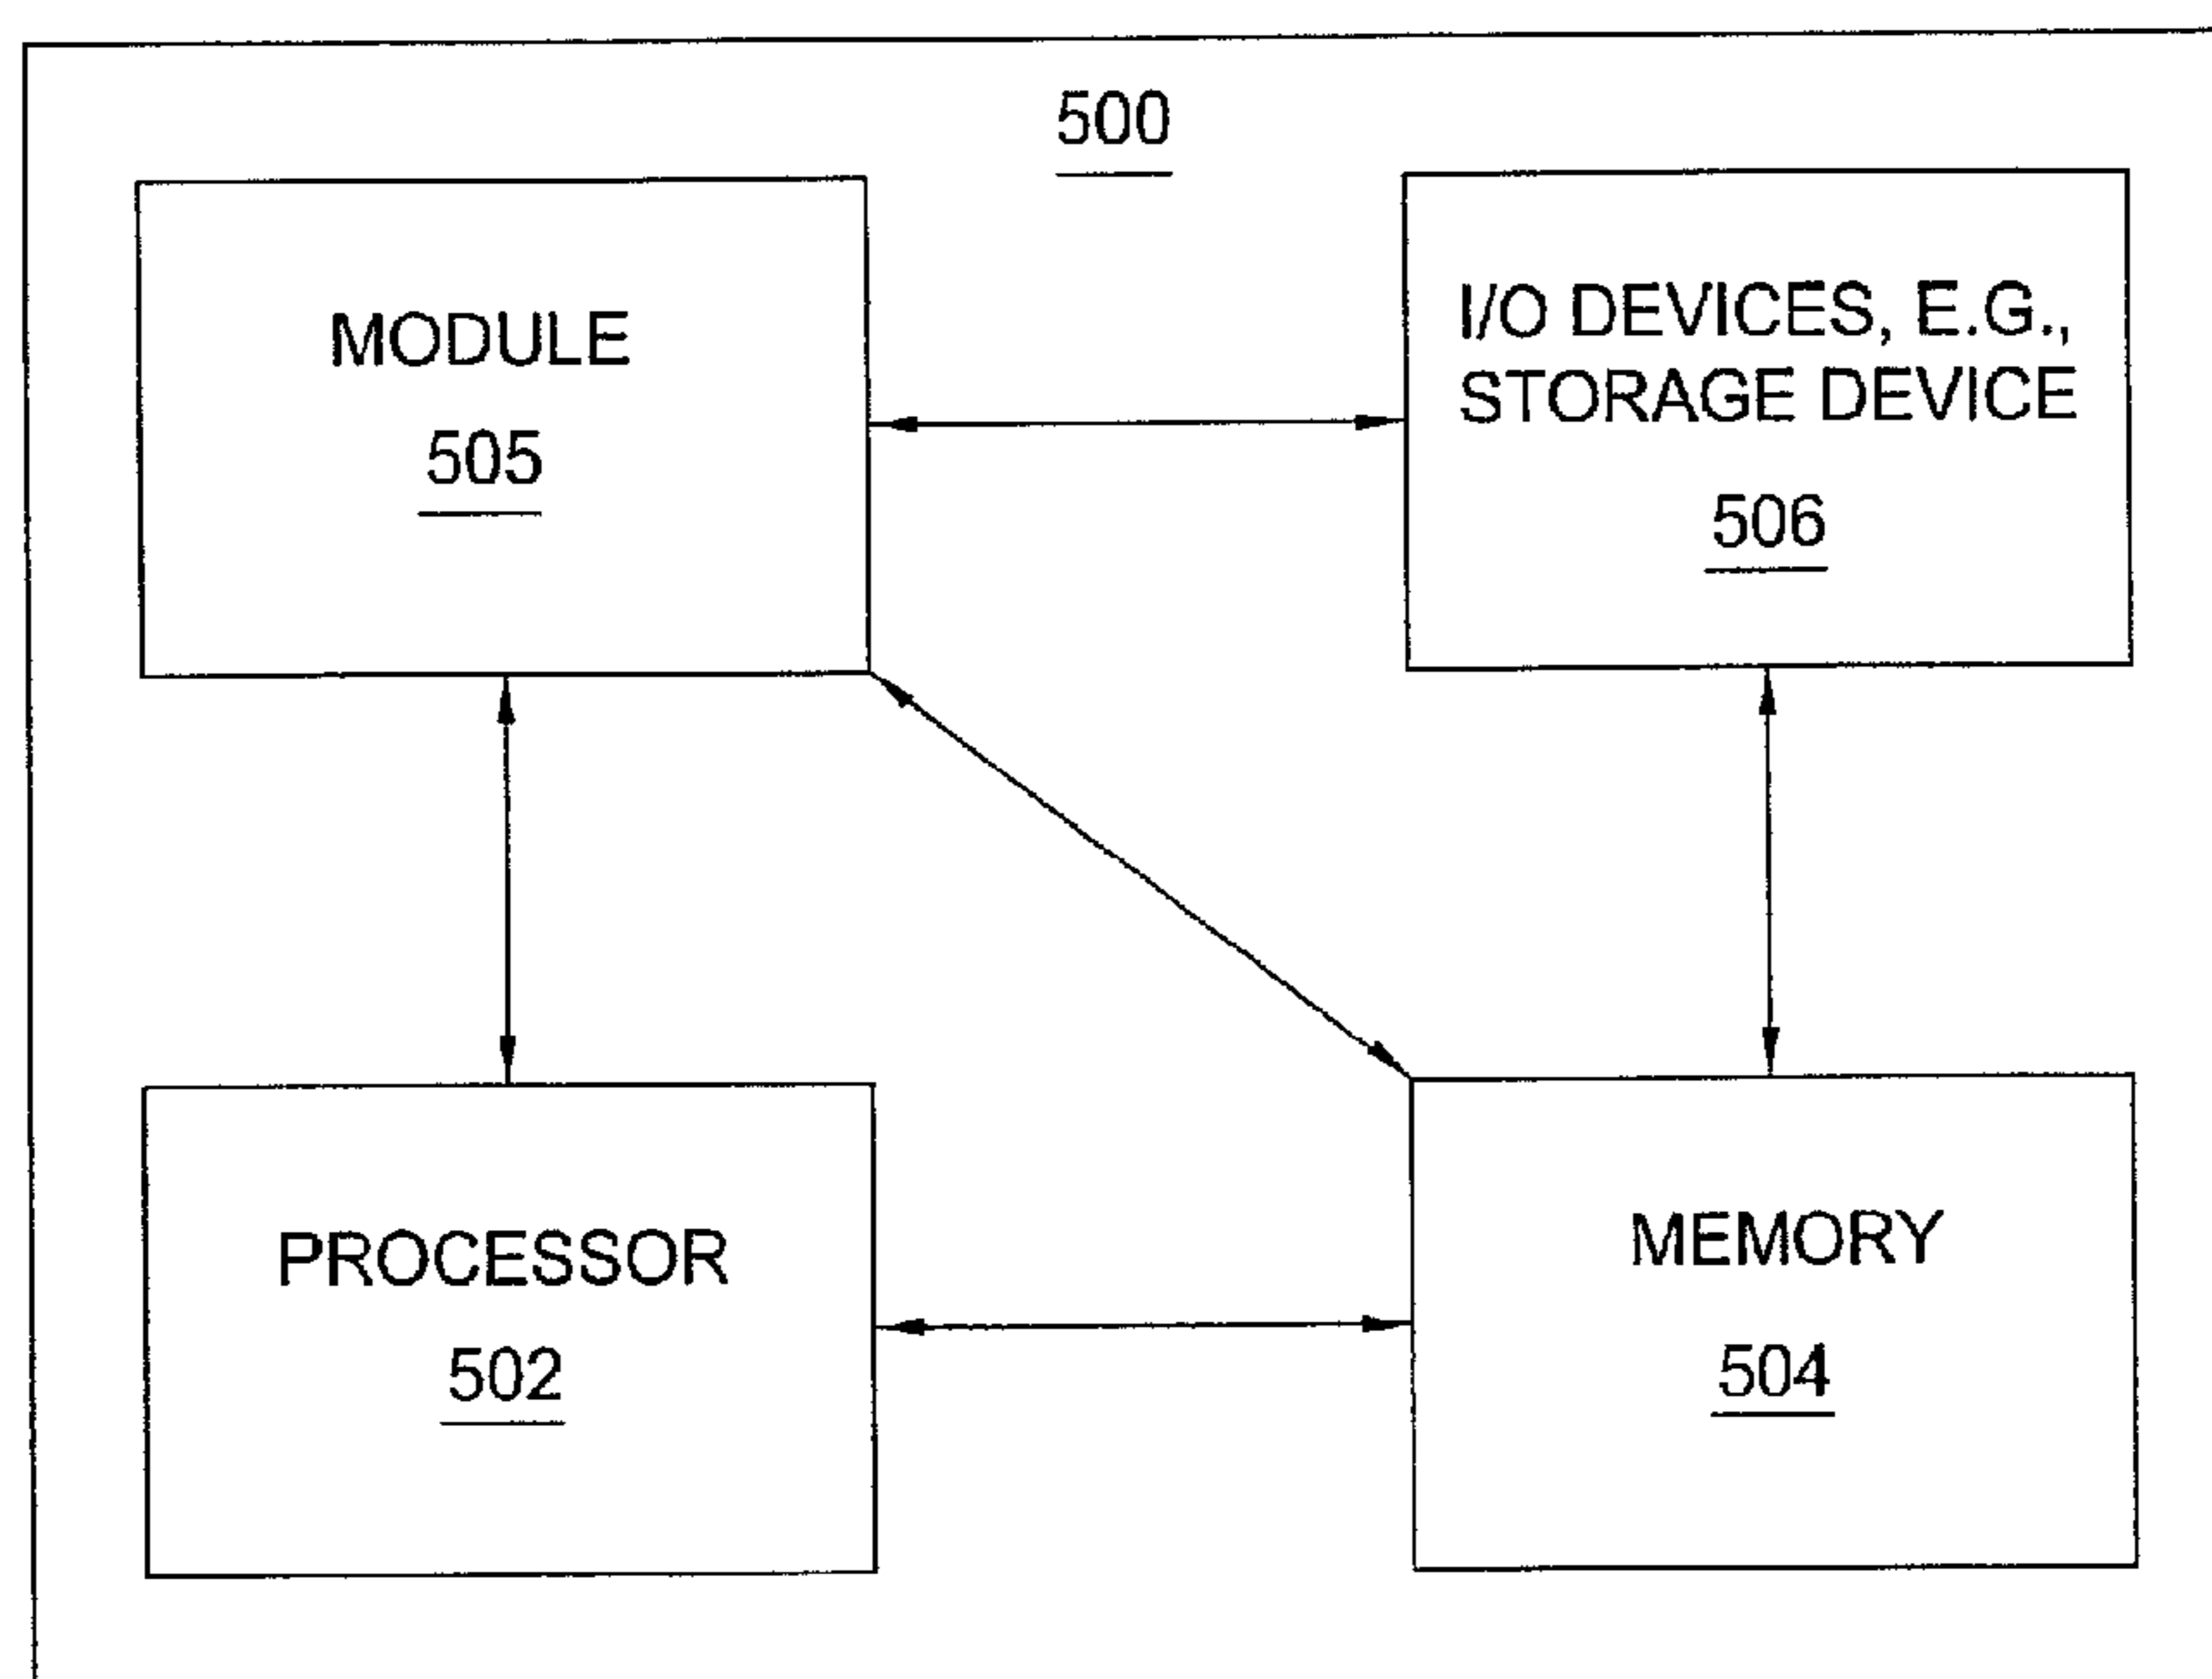 500
MODULE
505
I/O DEVICES, E.G.,
STORAGE DEVICE
506
PROCESSOR
502
MEMORY
504